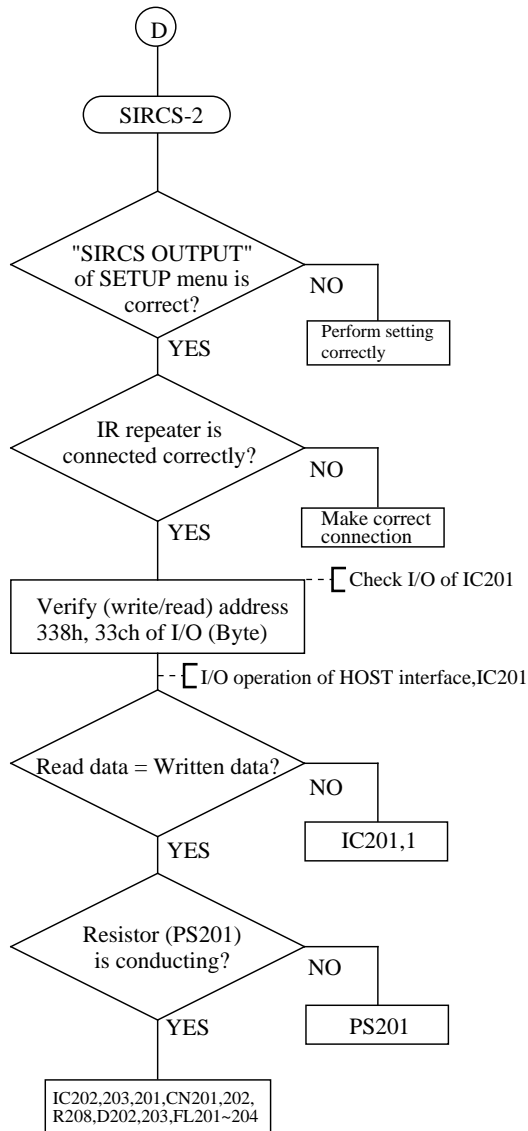 D
SIRCS-2
"SIRCS OUTPUT"
of SETUP menu is
correct?
NO
Perform setting
correctly
YES
IR repeater is
connected correctly?
NO
Make correct
connection
YES
Check I/O of IC201
Verify (write/read) address
338h, 33ch of I/O (Byte)
I/O operation of HOST interface,IC201
Read data = Written data?
NO
IC201,1
YES
Resistor (PS201)
is conducting?
NO
PS201
YES
IC202,203,201,CN201,202,
R208,D202,203,FL201~204